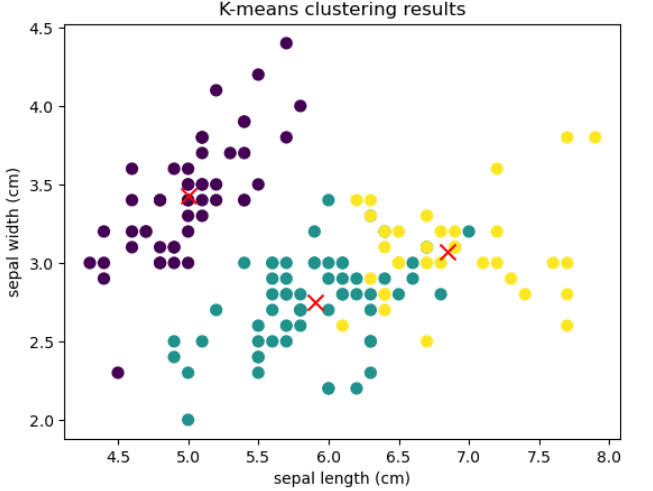 K-means clustering results
4.5
4.0
3.5
3.0
2.5
2.0
sepal width (cm)
4.5 5.0 5.5 6.0 6.5 7.0 7.5 8.0
sepal length (cm)